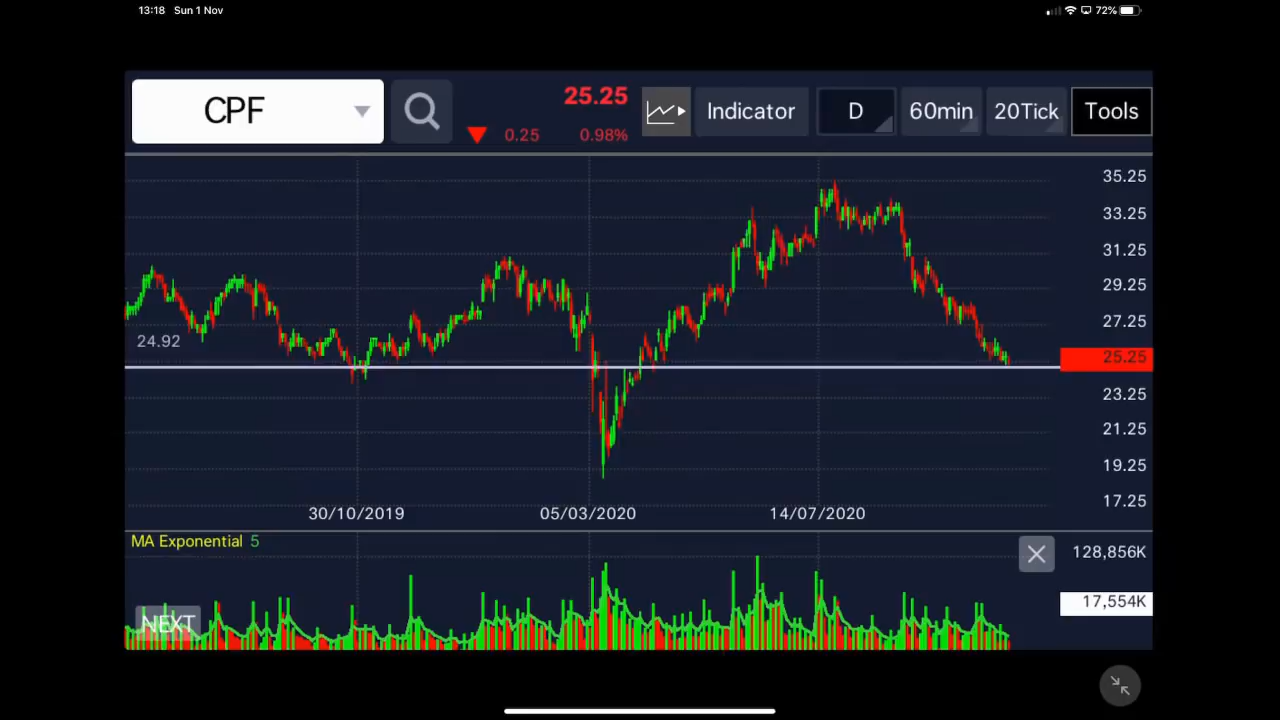 13:18 Sun 1 Nov
72%
CPF
25.25
0.25 0.98%
Indicator
D
60min
20Tick
Tools
35.25
33.25
31.25
29.25
27.25
24.92
25.25
23.25
21.25
19.25
17.25
30/10/2019 05/03/2020 14/07/2020
MA Exponential 5
128,856K
17,554K
NEXT